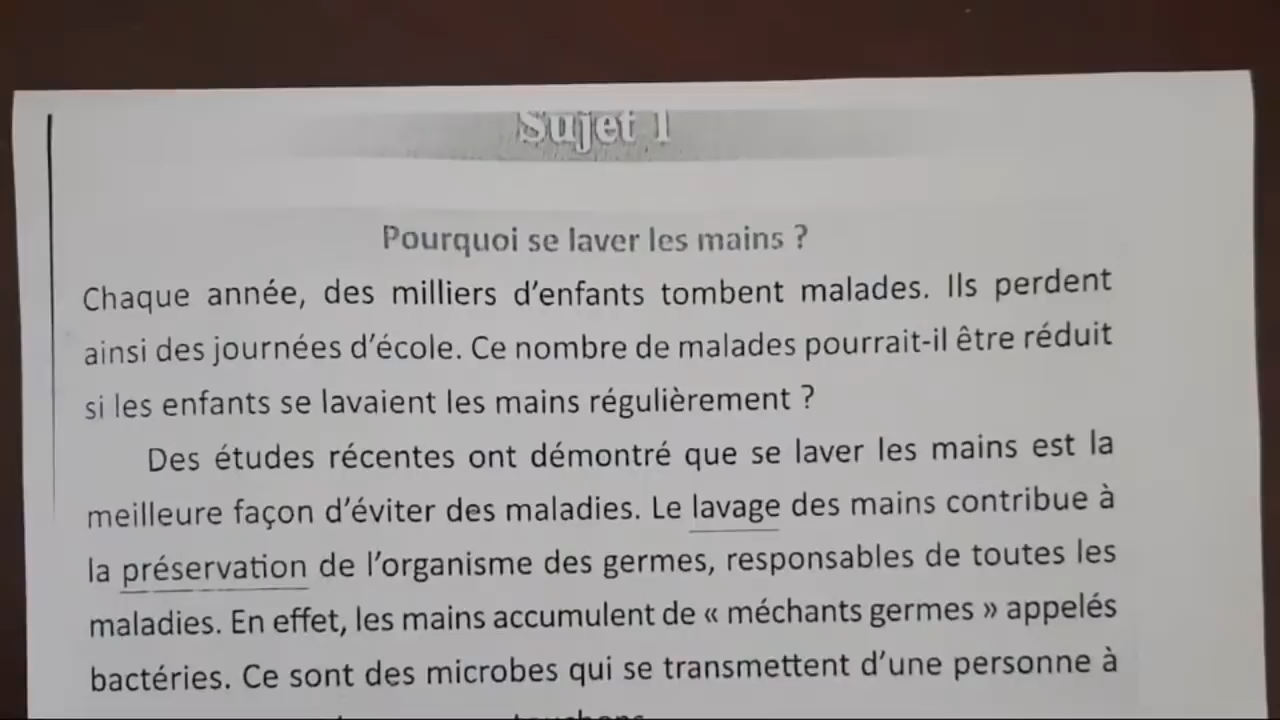 Sujet 1
Pourquoi se laver les mains ?
Chaque année, des milliers d'enfants tombent malades. Ils perdent
ainsi des journées d'école. Ce nombre de malades pourrait-il être réduit
si les enfants se lavaient les mains régulièrement ?
Des études récentes ont démontré que se laver les mains est la
meilleure façon d'éviter des maladies. Le lavage des mains contribue à
la préservation de l'organisme des germes, responsables de toutes les
maladies. En effet, les mains accumulent de « méchants germes » appelés
bactéries. Ce sont des microbes qui se transmettent d'une personne à